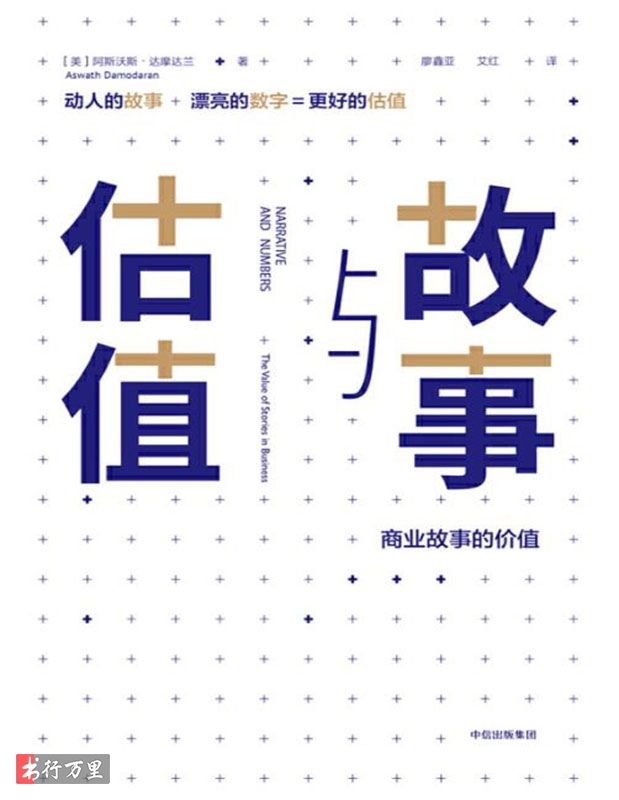 [美]阿斯沃斯·达摩达兰 著 廖鑫亚 艾红 译
Aswath Damodaran
动人的故事 + 漂亮的数字 = 更好的估值
故事
与
估值
NARRATIVE
AND NUMBERS
The Value of Stories in Business
商业故事的价值
中信出版集团
书行万里